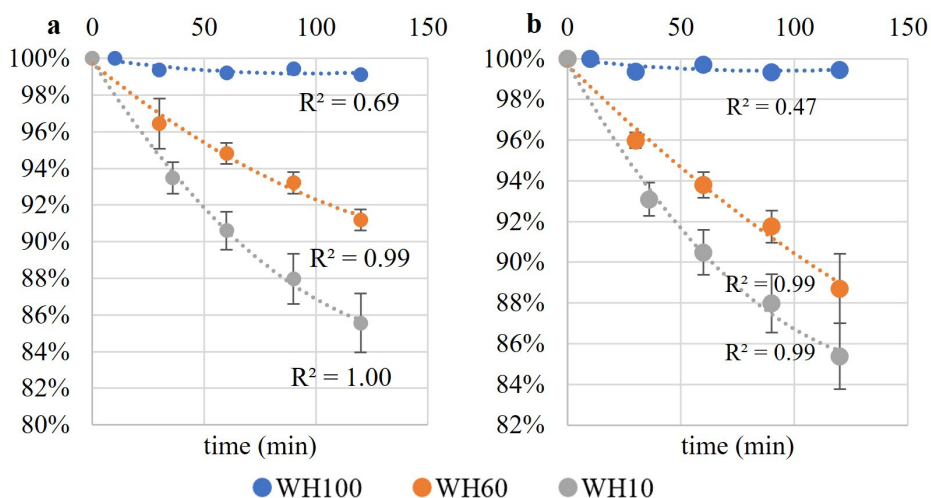 a
0 50 100 150
100%
98%
96%
94%
92%
90%
88%
86%
84%
82%
80%
R² = 0.69
R² = 0.99
R² = 1.00
time (min)
b
0 50 100 150
100%
98%
96%
94%
92%
90%
88%
86%
84%
82%
R² = 0.47
R² = 0.99
R² = 0.99
time (min)
WH100 WH60 WH10